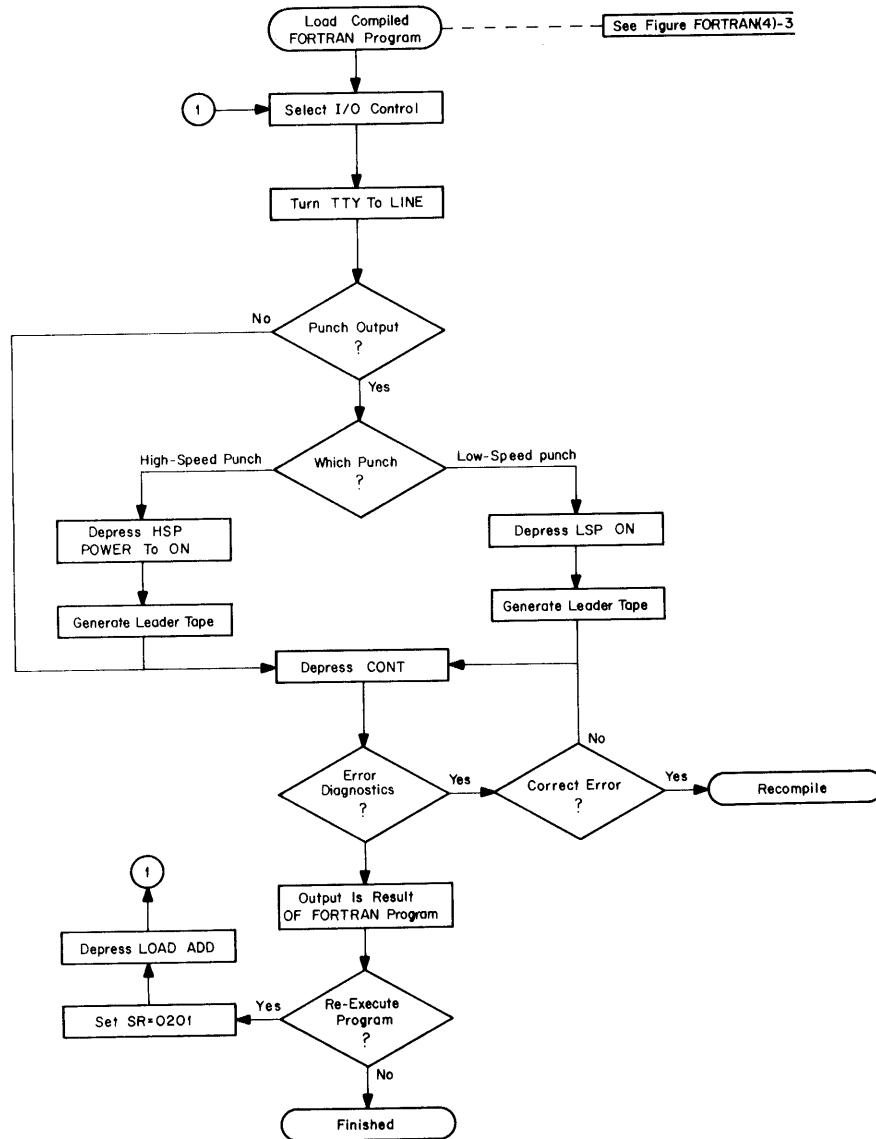 Load Compiled
FORTRAN Program
See Figure FORTRAN(4)-3
1
Select I/O Control
Turn TTY To LINE
No
Punch Output
?
Yes
High-Speed Punch
Which Punch
?
Low-Speed punch
Depress HSP
POWER To ON
Depress LSP ON
Generate Leader Tape
Generate Leader Tape
Depress CONT
No
Error
Diagnostics
?
Yes
Correct Error
?
Yes
Recompile
1
Output Is Result
OF FORTRAN Program
Depress LOAD ADD
Re-Execute
Program
?
Yes
Set SR=0201
No
Finished